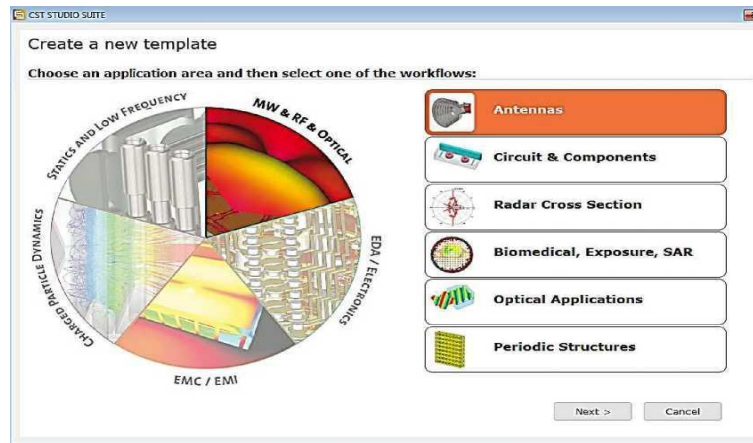 CST STUDIO SUITE
Create a new template
Choose an application area and then select one of the workflows:
STATICS AND LOW FREQUENCY
MW & RF & OPTICAL
EDA / ELECTRONICS
EMC / EMI
CHARGED PARTICLE DYNAMICS
Antennas
Circuit & Components
Radar Cross Section
Biomedical, Exposure, SAR
Optical Applications
Periodic Structures
Next >
Cancel